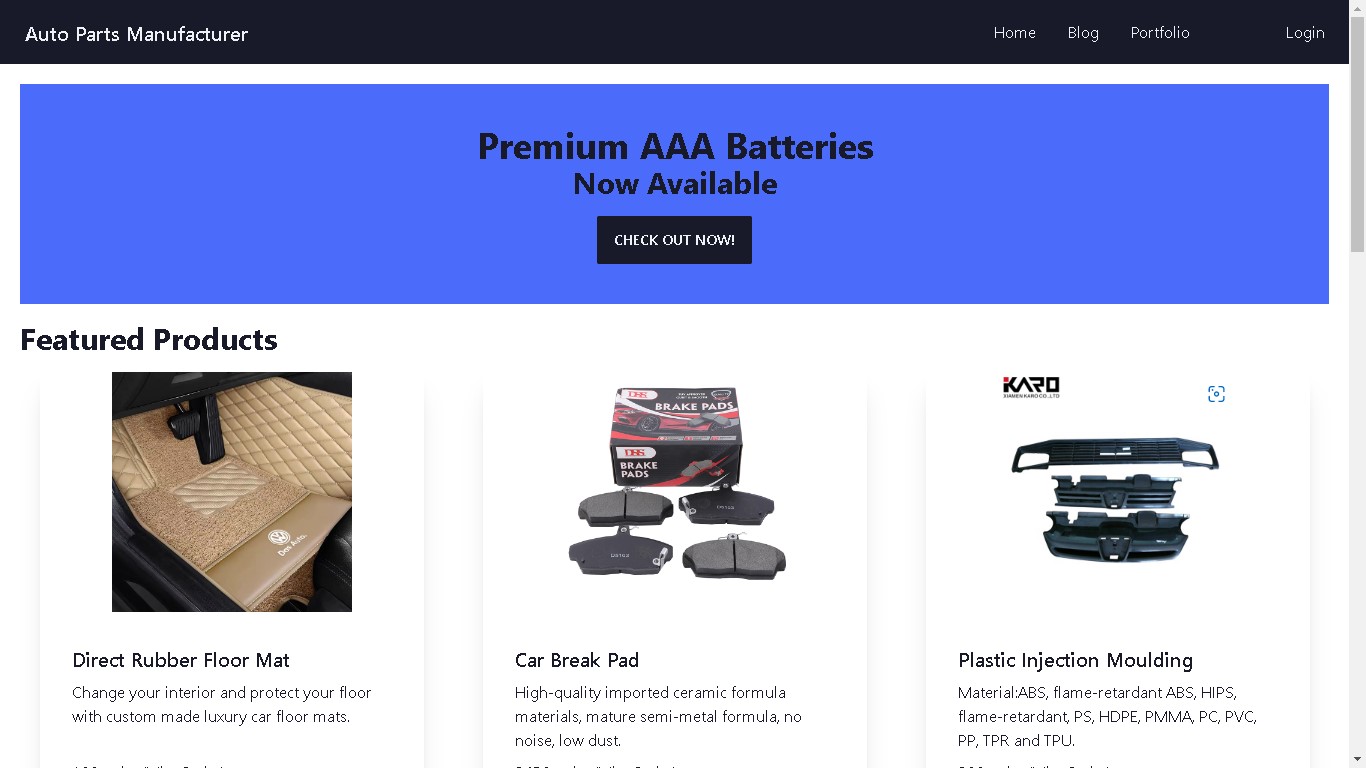 Auto Parts Manufacturer
Home Blog Portfolio Login
Premium AAA Batteries
Now Available
CHECK OUT NOW!
Featured Products
Das Auto.
DSS
BRAKE PADS
DSS
BRAKE
PADS
KARO
XIAMEN KARO CO.,LTD
Direct Rubber Floor Mat
Change your interior and protect your floor
with custom made luxury car floor mats.
Car Break Pad
High-quality imported ceramic formula
materials, mature semi-metal formula, no
noise, low dust.
Plastic Injection Moulding
Material:ABS, flame-retardant ABS, HIPS,
flame-retardant, PS, HDPE, PMMA, PC, PVC,
PP, TPR and TPU.